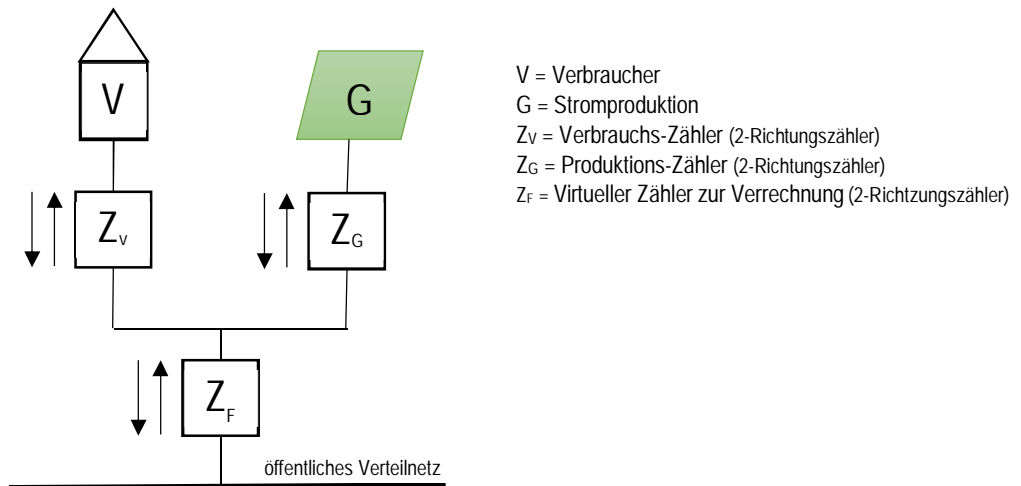 V
G
V = Verbraucher
G = Stromproduktion
ZV = Verbrauchs-Zähler (2-Richtungszähler)
ZG = Produktions-Zähler (2-Richtungszähler)
ZF = Virtueller Zähler zur Verrechnung (2-Richtzungszähler)
Zv
ZG
ZF
öffentliches Verteilnetz